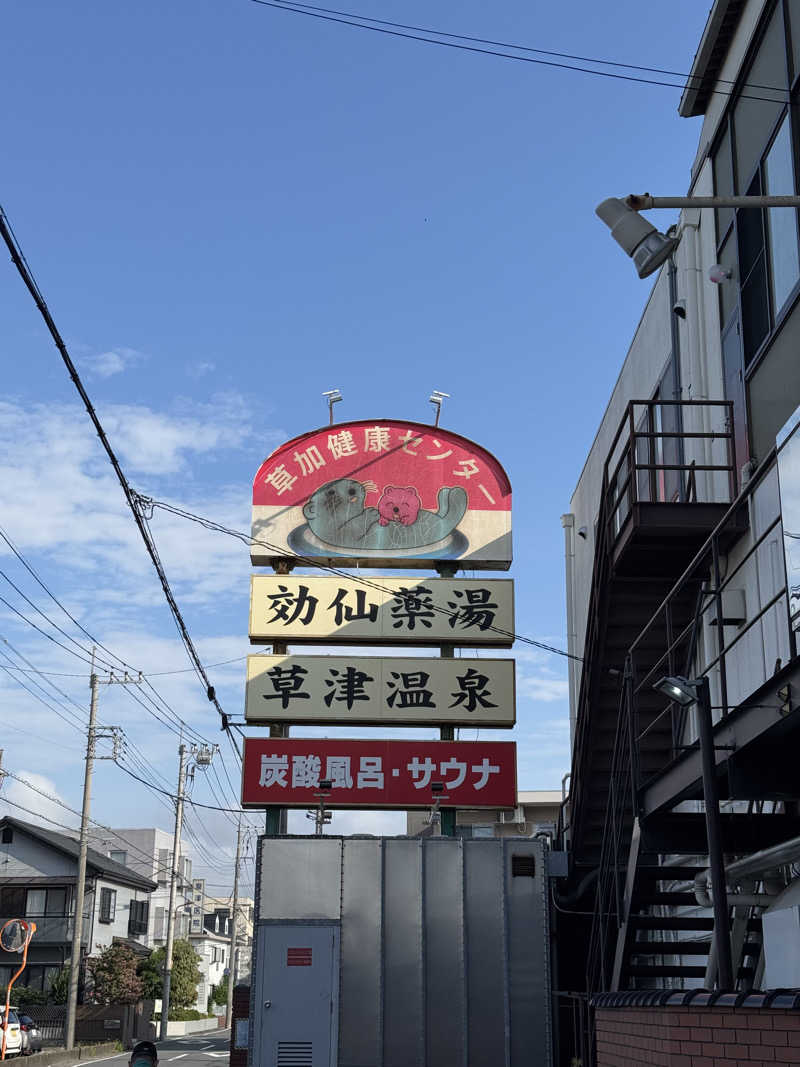 草加健康センター
効仙薬湯
草津温泉
炭酸風呂・サウナ